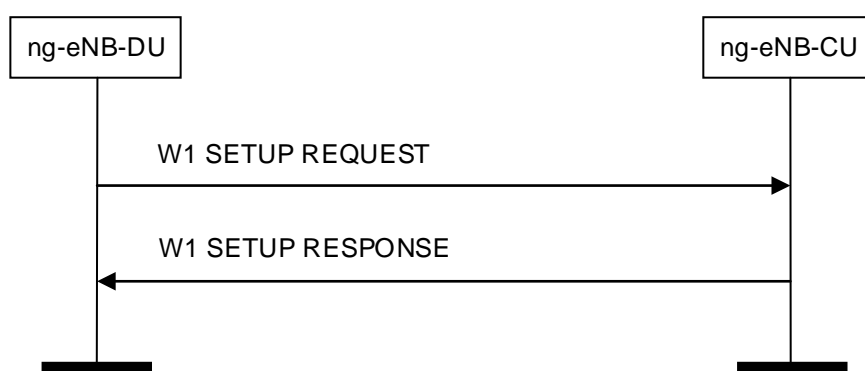 ng-eNB-DU
ng-eNB-CU
W1 SETUP REQUEST
W1 SETUP RESPONSE